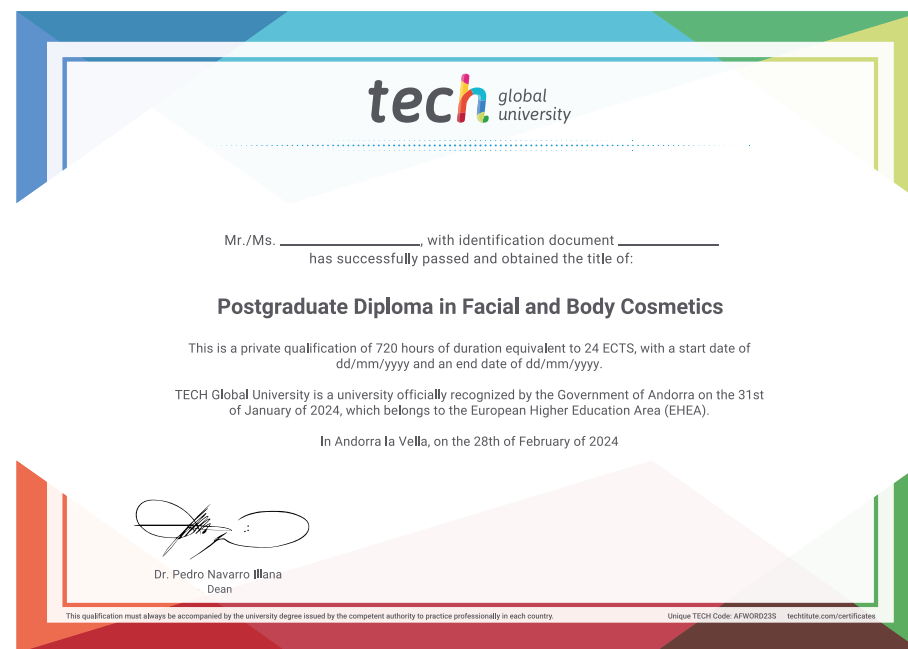 tech global university
Mr./Ms. ____________________, with identification document ______________
has successfully passed and obtained the title of:
Postgraduate Diploma in Facial and Body Cosmetics
This is a private qualification of 720 hours of duration equivalent to 24 ECTS, with a start date of
dd/mm/yyyy and an end date of dd/mm/yyyy.
TECH Global University is a university officially recognized by the Government of Andorra on the 31st
of January of 2024, which belongs to the European Higher Education Area (EHEA).
In Andorra la Vella, on the 28th of February of 2024
Dr. Pedro Navarro Illana
Dean
This qualification must always be accompanied by the university degree issued by the competent authority to practice professionally in each country.
Unique TECH Code: AFWORD23S techtitute.com/certificates